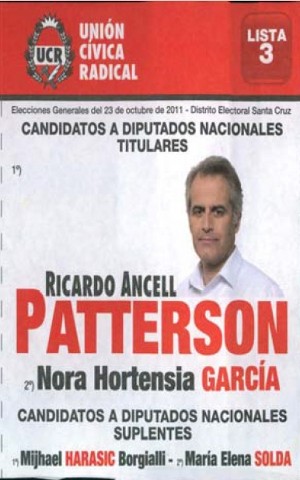 UCR
UNIÓN
CÍVICA
RADICAL
LISTA
3
Elecciones Generales del 23 de octubre de 2011 - Distrito Electoral Santa Cruz
CANDIDATOS A DIPUTADOS NACIONALES
TITULARES
1º)
RICARDO ANCELL
PATTERSON
2º) Nora Hortensia GARCÍA
CANDIDATOS A DIPUTADOS NACIONALES
SUPLENTES
1º) Mijhael HARASIC Borgialli - 2º) María Elena SOLDA